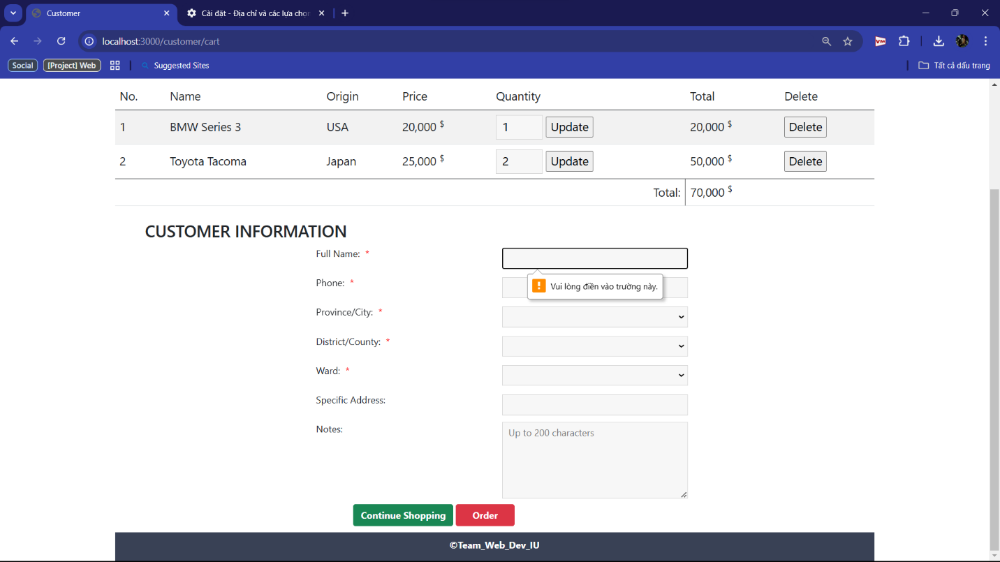 Customer
Cài đặt - Địa chỉ và các lựa chọn
localhost:3000/customer/cart
VM
Social
[Project] Web
Suggested Sites
Tất cả dấu trang
No. Name Origin Price Quantity Total Delete
1 BMW Series 3 USA 20,000 $ 1 Update 20,000 $ Delete
2 Toyota Tacoma Japan 25,000 $ 2 Update 50,000 $ Delete
Total: 70,000 $
CUSTOMER INFORMATION
Full Name: *
Vui lòng điền vào trường này.
Phone: *
Province/City: *
District/County: *
Ward: *
Specific Address:
Notes:
Up to 200 characters
Continue Shopping Order
©Team_Web_Dev_IU